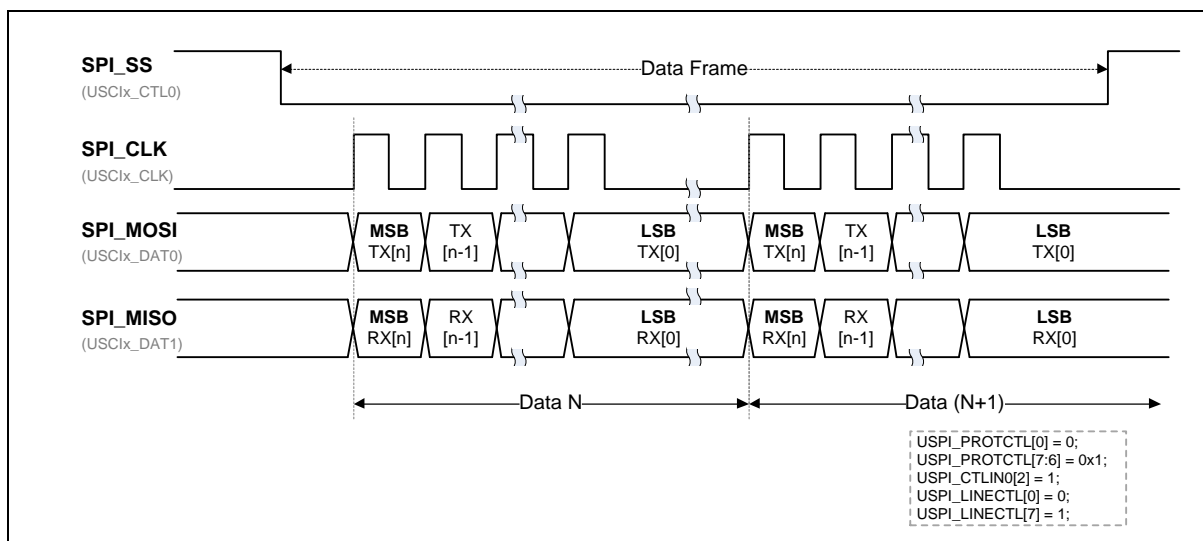 SPI_SS
(USCIx_CTL0)
Data Frame
SPI_CLK
(USCIx_CLK)
SPI_MOSI
(USCIx_DAT0)
MSB
TX[n]
TX
[n-1]
LSB
TX[0]
MSB
TX[n]
TX
[n-1]
LSB
TX[0]
SPI_MISO
(USCIx_DAT1)
MSB
RX[n]
RX
[n-1]
LSB
RX[0]
MSB
RX[n]
RX
[n-1]
LSB
RX[0]
Data N
Data (N+1)
USPI_PROTCTL[0] = 0;
USPI_PROTCTL[7:6] = 0x1;
USPI_CTLIN0[2] = 1;
USPI_LINECTL[0] = 0;
USPI_LINECTL[7] = 1;